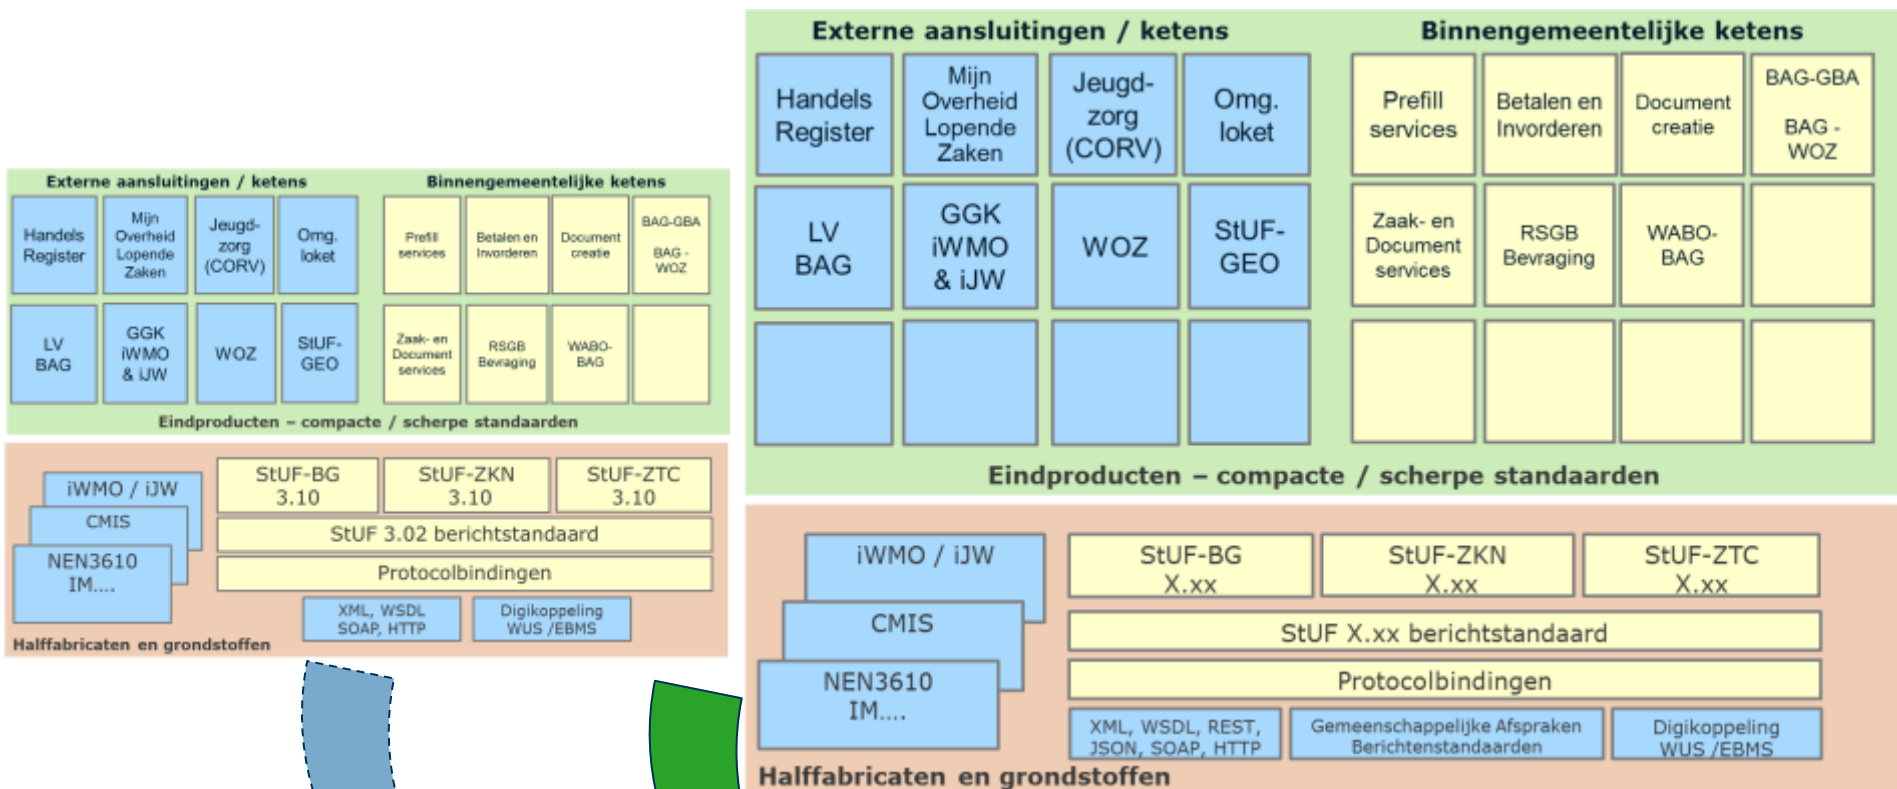 Externe aansluitingen / ketens
Binnengemeentelijke ketens
Handels
Register
Mijn
Overheid
Lopende
Zaken
Jeugd-
zorg
(CORV)
Omg.
loket
Prefill
services
Betalen en
Invorderen
Document
creatie
BAG-GBA
BAG -
WOZ
LV
BAG
GGK
iWMO
& iJW
WOZ
StUF-
GEO
Zaak- en
Document
services
RSGB
Bevraging
WABO-
BAG
Eindproducten – compacte / scherpe standaarden
iWMO / iJW
CMIS
NEN3610
IM....
StUF-BG
3.10
StUF-ZKN
3.10
StUF-ZTC
3.10
StUF 3.02 berichtstandaard
Protocolbindingen
XML, WSDL
SOAP, HTTP
Digikoppeling
WUS /EBMS
Halffabricaten en grondstoffen
Externe aansluitingen / ketens
Binnengemeentelijke ketens
Handels
Register
Mijn
Overheid
Lopende
Zaken
Jeugd-
zorg
(CORV)
Omg.
loket
Prefill
services
Betalen en
Invorderen
Document
creatie
BAG-GBA
BAG -
WOZ
LV
BAG
GGK
iWMO
& iJW
WOZ
StUF-
GEO
Zaak- en
Document
services
RSGB
Bevraging
WABO-
BAG
Eindproducten – compacte / scherpe standaarden
iWMO / iJW
CMIS
NEN3610
IM....
StUF-BG
X.xx
StUF-ZKN
X.xx
StUF-ZTC
X.xx
StUF X.xx berichtstandaard
Protocolbindingen
XML, WSDL, REST,
JSON, SOAP, HTTP
Gemeenschappelijke Afspraken
Berichtenstandaarden
Digikoppeling
WUS /EBMS
Halffabricaten en grondstoffen